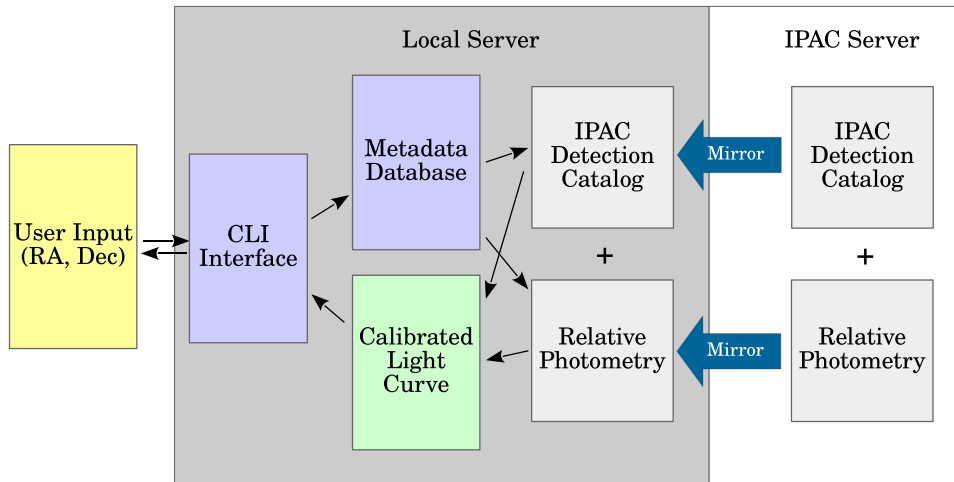 Local Server
IPAC Server
User Input
(RA, Dec)
CLI
Interface
Metadata
Database
Calibrated
Light
Curve
IPAC
Detection
Catalog
+
Relative
Photometry
Mirror
Mirror
IPAC
Detection
Catalog
+
Relative
Photometry